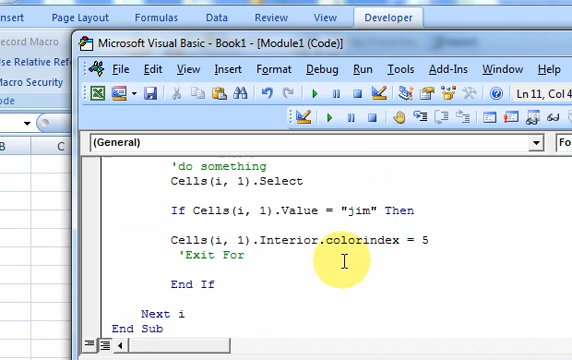 nsert Page Layout Formulas Data Review View Developer
ecord Macro
Use Relative Refe
Macro Security
ode
Microsoft Visual Basic - Book1 - [Module1 (Code)]
File Edit View Insert Format Debug Run Tools Add-Ins Window Help
Ln 11, Col 4
(General) Fo
B C
'do something
Cells(i, 1).Select
If Cells(i, 1).Value = "jim" Then
Cells(i, 1).Interior.colorindex = 5
'Exit For
End If
Next i
End Sub